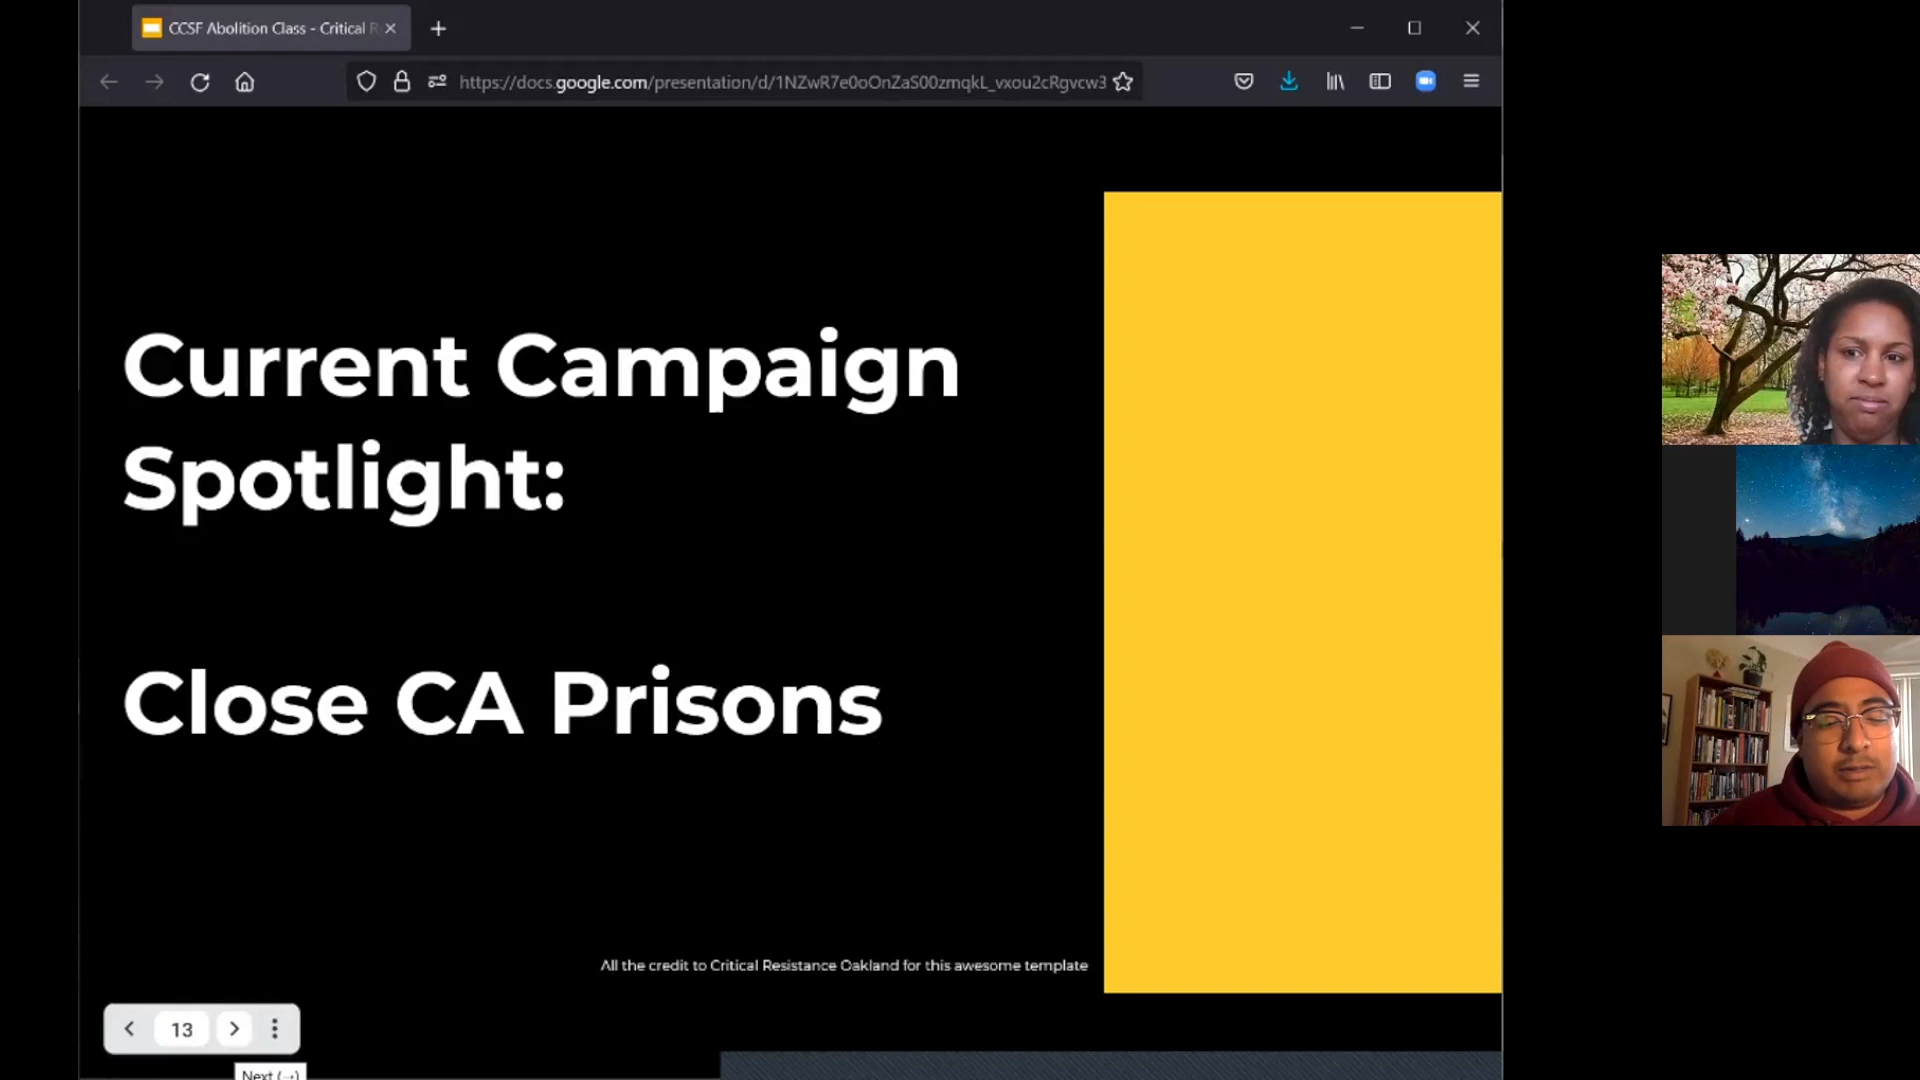 CCSF Abolition Class - Critical R
https://docs.google.com/presentation/d/1NZwR7e0oOnZaS00zmqkL_vxou2cRgvcw3
Current Campaign
Spotlight:
Close CA Prisons
All the credit to Critical Resistance Oakland for this awesome template
13
Next (→)